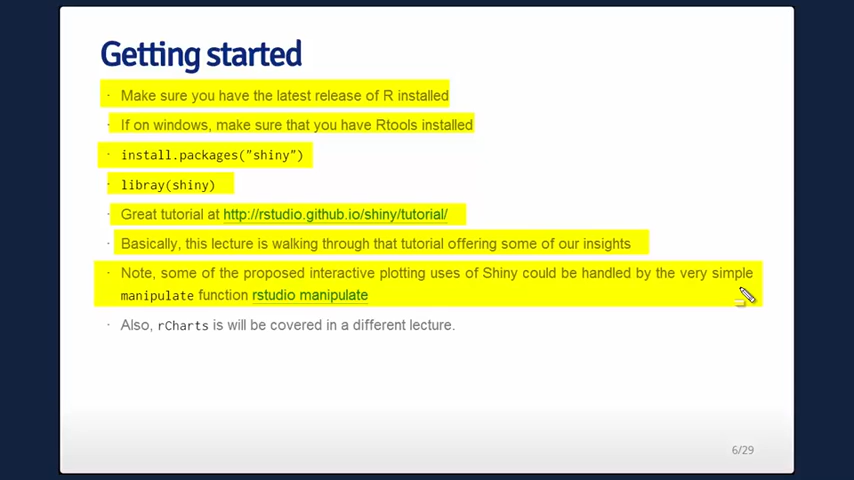 Getting started
· Make sure you have the latest release of R installed
· If on windows, make sure that you have Rtools installed
· install.packages("shiny")
· libray(shiny)
· Great tutorial at http://rstudio.github.io/shiny/tutorial/
· Basically, this lecture is walking through that tutorial offering some of our insights
· Note, some of the proposed interactive plotting uses of Shiny could be handled by the very simple
manipulate function rstudio manipulate
· Also, rCharts is will be covered in a different lecture.
6/29